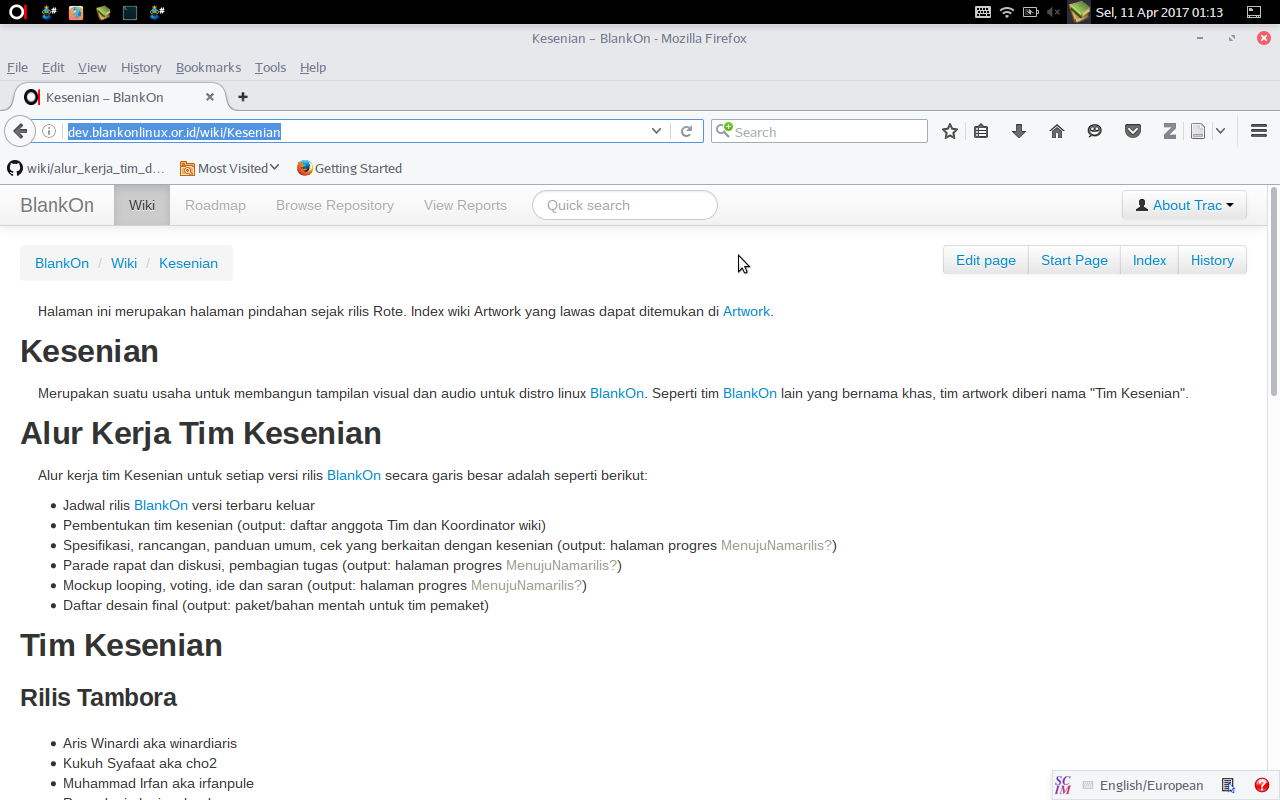 Sel, 11 Apr 2017 01:13
Kesenian – BlankOn - Mozilla Firefox
File Edit View History Bookmarks Tools Help
Kesenian – BlankOn
dev.blankonlinux.or.id/wiki/Kesenian
Search
wiki/alur_kerja_tim_d... Most Visited Getting Started
BlankOn Wiki Roadmap Browse Repository View Reports Quick search About Trac
BlankOn / Wiki / Kesenian Edit page Start Page Index History
Halaman ini merupakan halaman pindahan sejak rilis Rote. Index wiki Artwork yang lawas dapat ditemukan di Artwork.
Kesenian
Merupakan suatu usaha untuk membangun tampilan visual dan audio untuk distro linux BlankOn. Seperti tim BlankOn lain yang bernama khas, tim artwork diberi nama "Tim Kesenian".
Alur Kerja Tim Kesenian
Alur kerja tim Kesenian untuk setiap versi rilis BlankOn secara garis besar adalah seperti berikut:
Jadwal rilis BlankOn versi terbaru keluar
Pembentukan tim kesenian (output: daftar anggota Tim dan Koordinator wiki)
Spesifikasi, rancangan, panduan umum, cek yang berkaitan dengan kesenian (output: halaman progres MenujuNamarilis?)
Parade rapat dan diskusi, pembagian tugas (output: halaman progres MenujuNamarilis?)
Mockup looping, voting, ide dan saran (output: halaman progres MenujuNamarilis?)
Daftar desain final (output: paket/bahan mentah untuk tim pemaket)
Tim Kesenian
Rilis Tambora
Aris Winardi aka winardiaris
Kukuh Syafaat aka cho2
Muhammad Irfan aka irfanpule
SCIM English/European